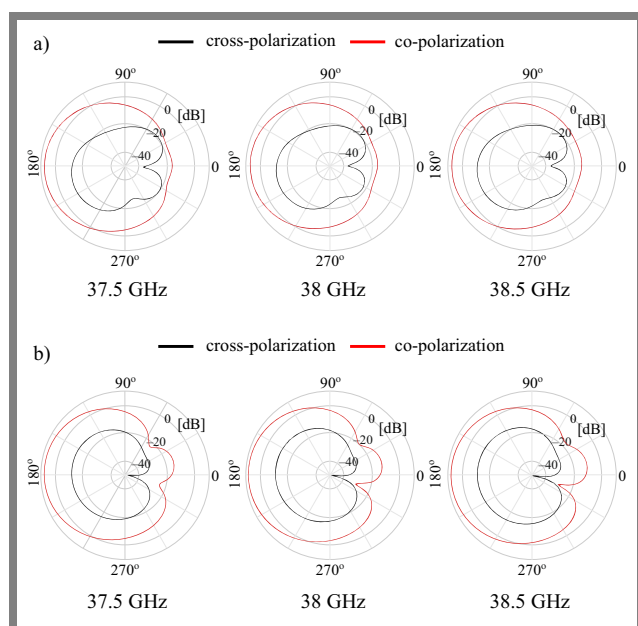 a) cross-polarization co-polarization
90º 90º 90º
0 [dB] 0 [dB] 0 [dB]
–20 –20 –20
–40 –40 –40
180º 0 180º 0 180º 0
270º 270º 270º
37.5 GHz 38 GHz 38.5 GHz
b) cross-polarization co-polarization
90º 90º 90º
0 [dB] 0 [dB] 0 [dB]
–20 –20 –20
–40 –40 –40
180º 0 180º 0 180º 0
270º 270º 270º
37.5 GHz 38 GHz 38.5 GHz